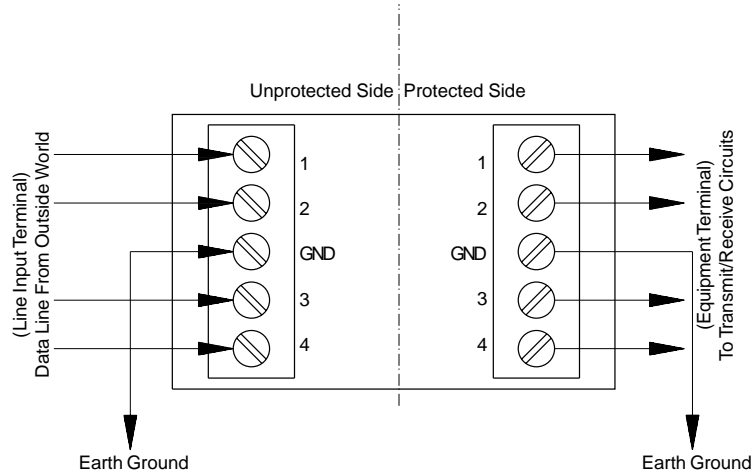 Unprotected Side
Protected Side
(Line Input Terminal)
Data Line From Outside World
1
2
GND
3
4
1
2
GND
3
4
(Equipment Terminal)
To Transmit/Receive Circuits
Earth Ground
Earth Ground